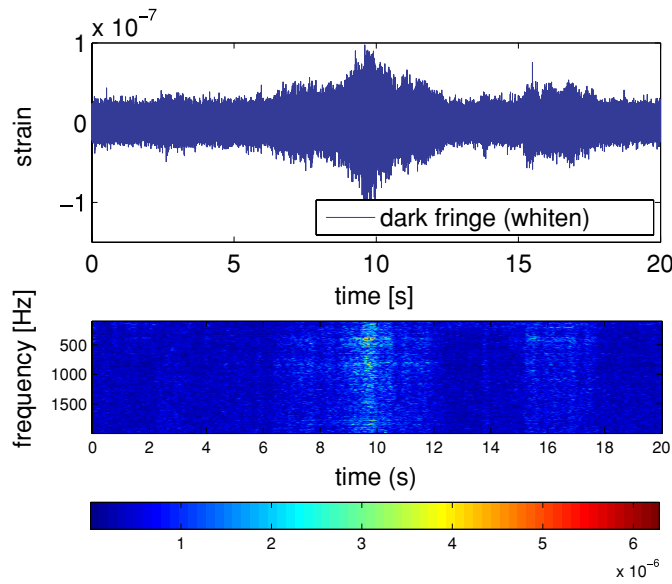 x 10⁻⁷
1
0
−1
strain
dark fringe (whiten)
0 5 10 15 20
time [s]
frequency [Hz]
500
1000
1500
0 2 4 6 8 10 12 14 16 18 20
time (s)
1 2 3 4 5 6
x 10⁻⁶